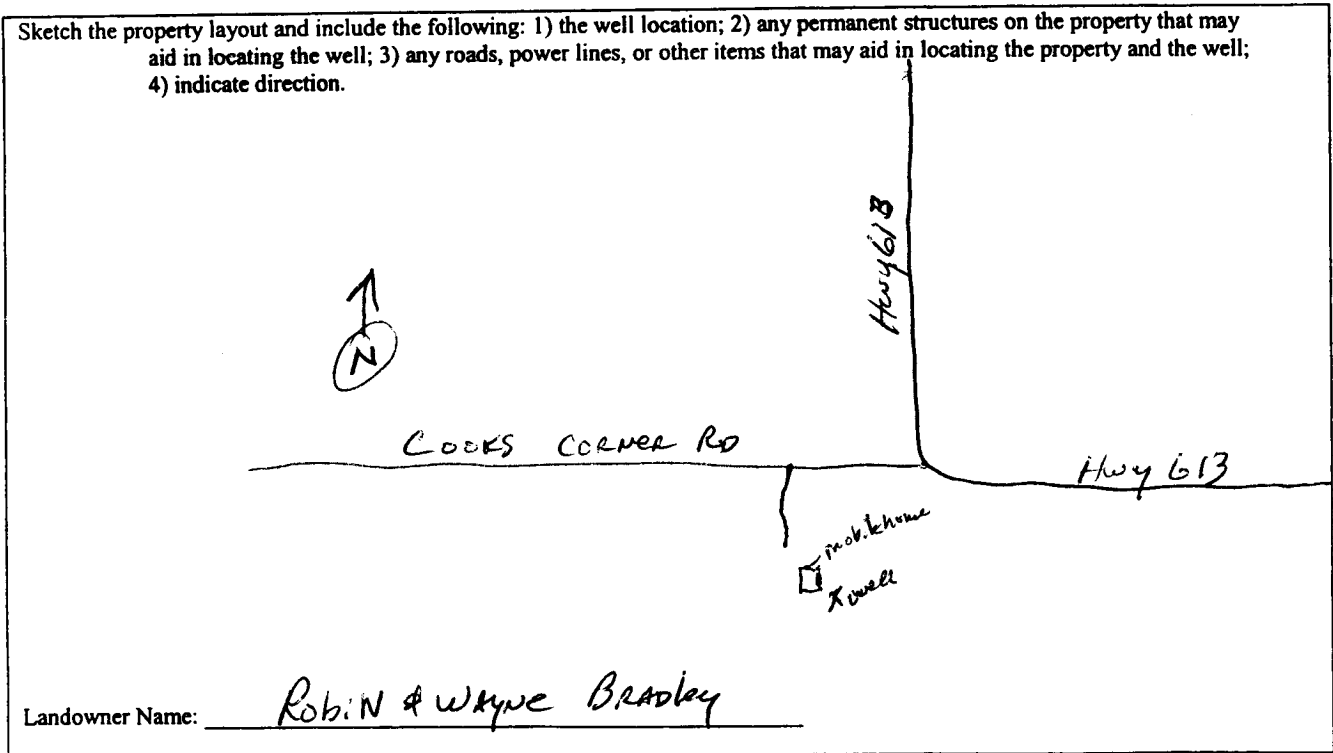 Sketch the property layout and include the following: 1) the well location; 2) any permanent structures on the property that may
aid in locating the well; 3) any roads, power lines, or other items that may aid in locating the property and the well;
4) indicate direction.
Hwy 613
N
COOKS CORNER RD
Hwy 613
mobilehome
X well
Landowner Name: RobiN & WAYNE BRADley